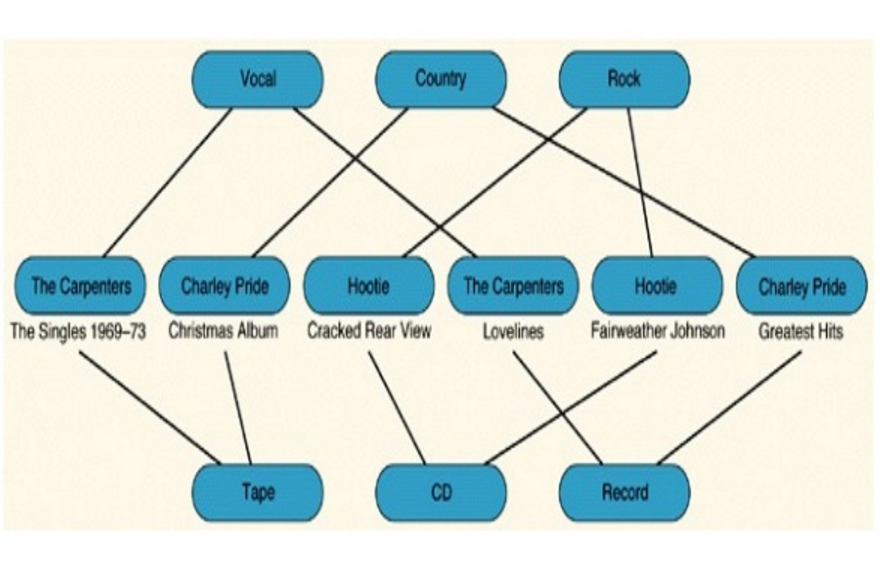 Vocal
Country
Rock
The Carpenters
Charley Pride
Hootie
The Carpenters
Hootie
Charley Pride
The Singles 1969–73
Christmas Album
Cracked Rear View
Lovelines
Fairweather Johnson
Greatest Hits
Tape
CD
Record